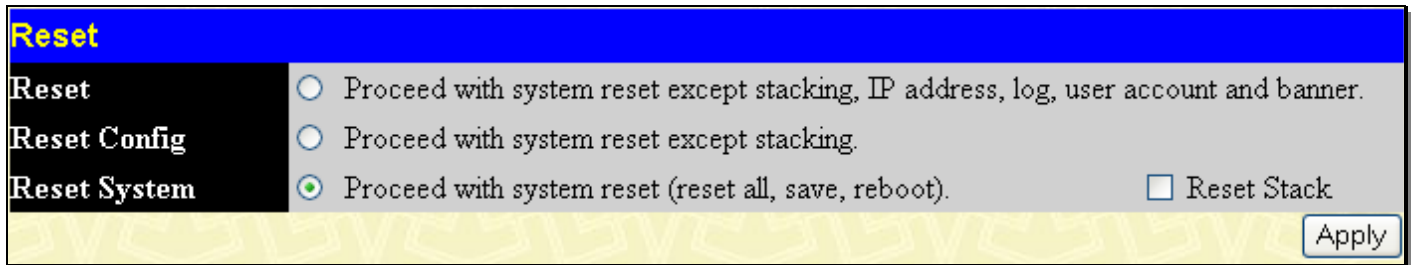 Reset
Reset Proceed with system reset except stacking, IP address, log, user account and banner.
Reset Config Proceed with system reset except stacking.
Reset System Proceed with system reset (reset all, save, reboot). Reset Stack
Apply